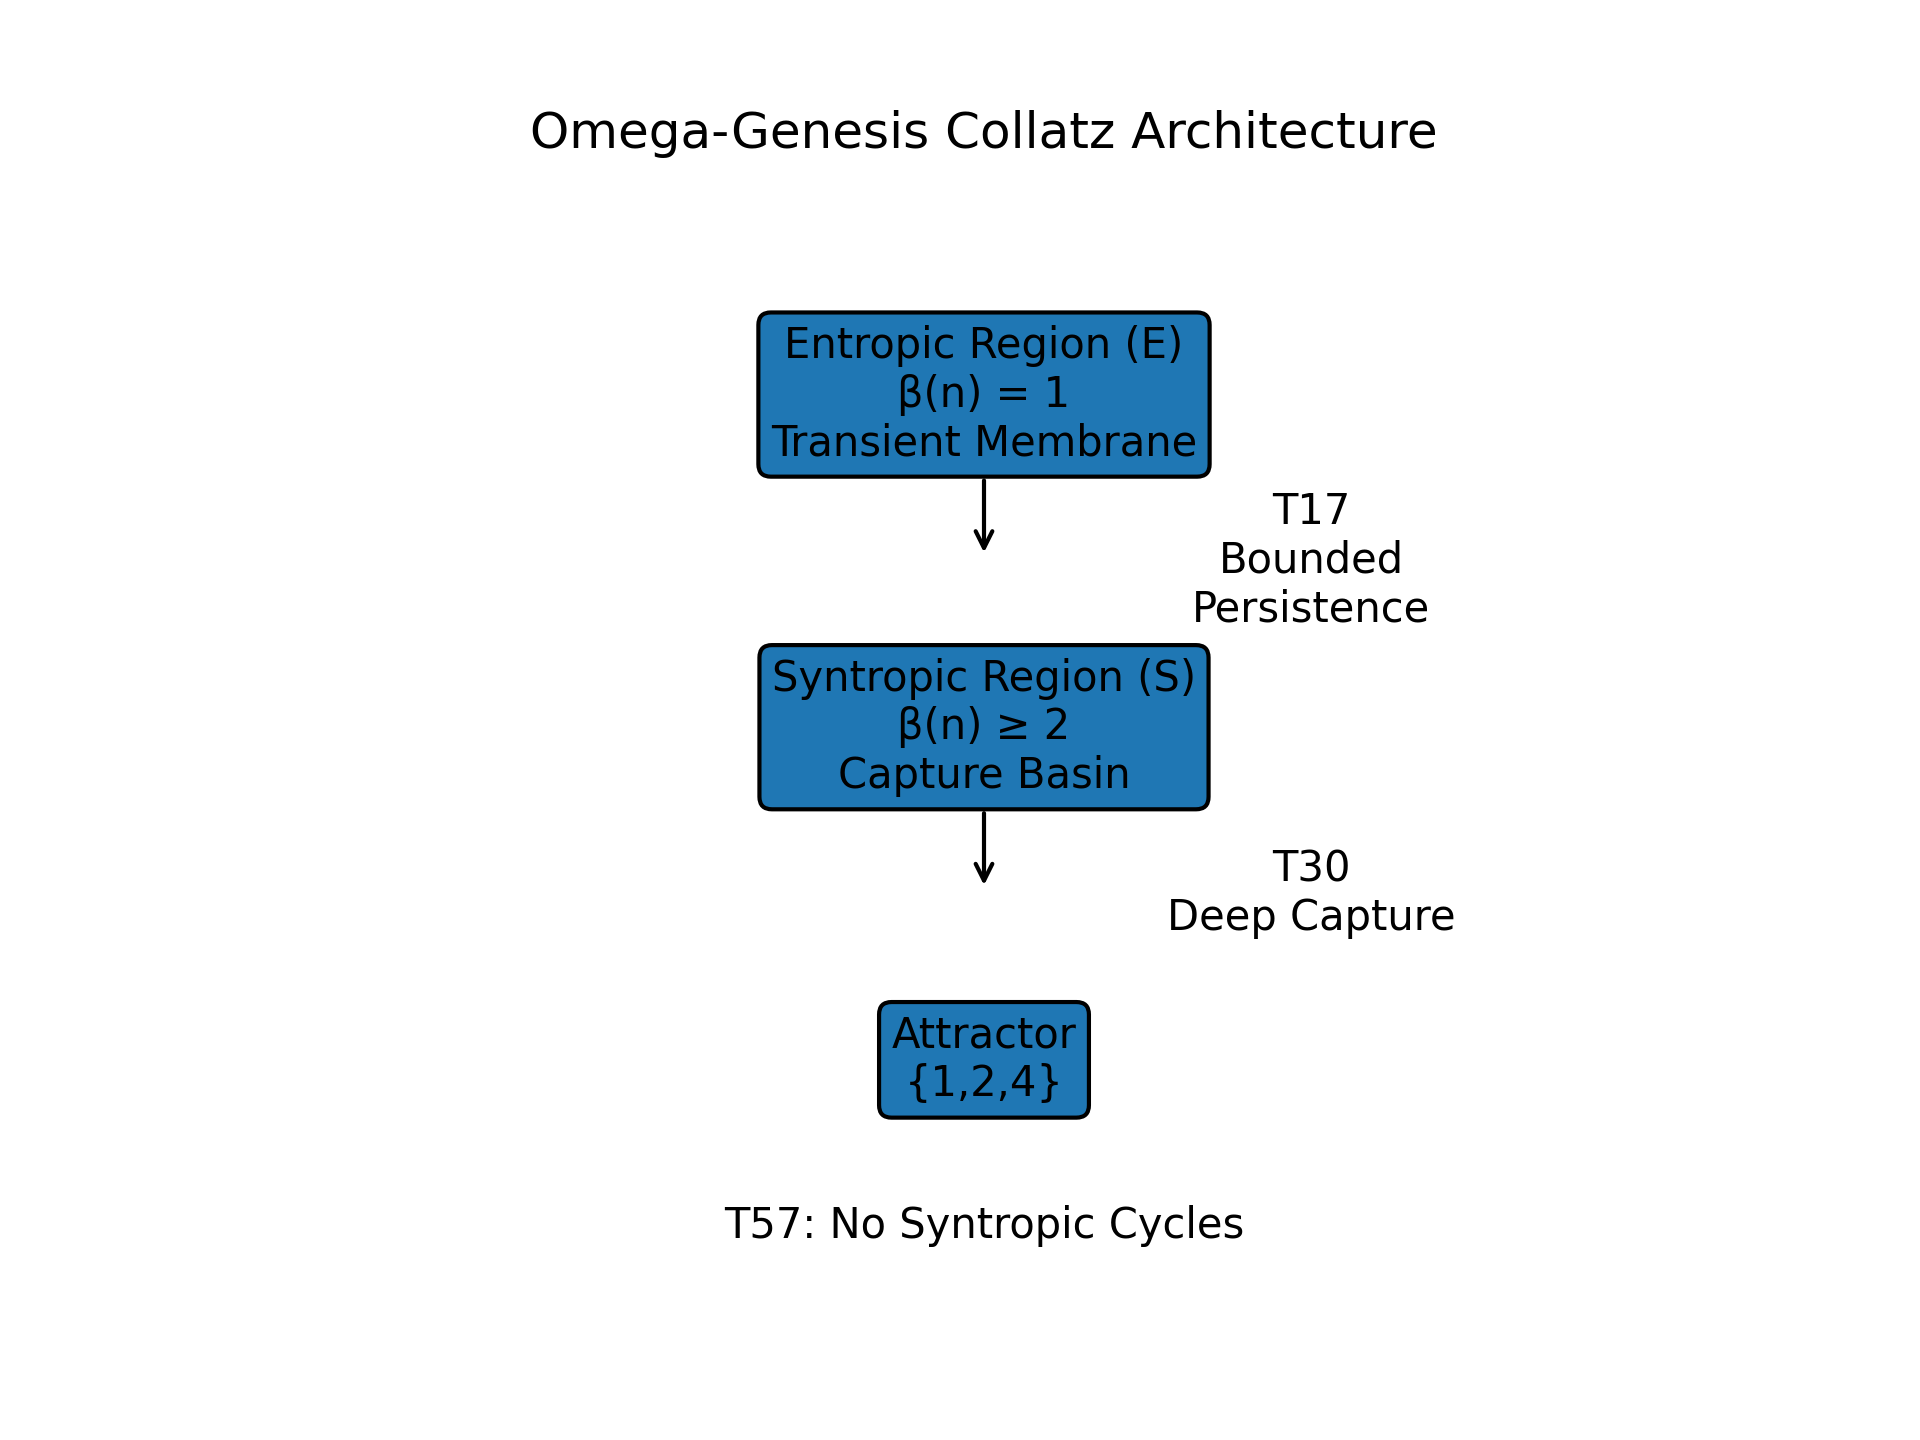 Omega-Genesis Collatz Architecture
Entropic Region (E)
β(n) = 1
Transient Membrane
T17
Bounded
Persistence
Syntropic Region (S)
β(n) ≥ 2
Capture Basin
T30
Deep Capture
Attractor
{1,2,4}
T57: No Syntropic Cycles